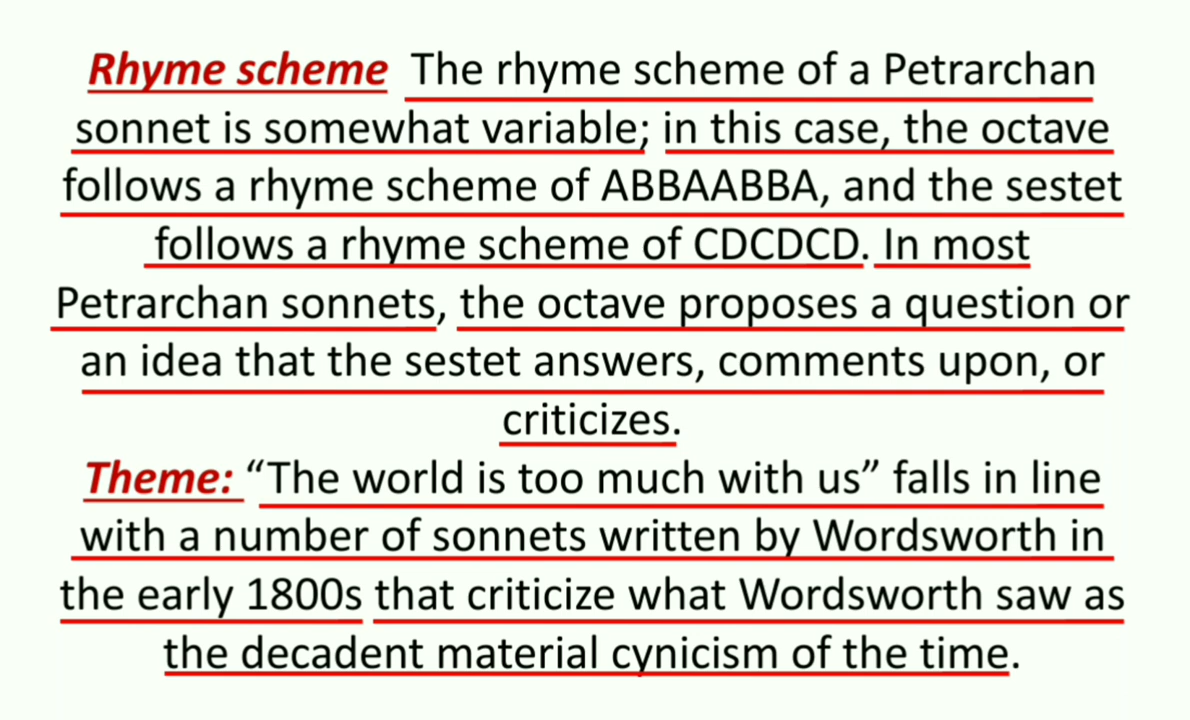 Rhyme scheme The rhyme scheme of a Petrarchan
sonnet is somewhat variable; in this case, the octave
follows a rhyme scheme of ABBAABBA, and the sestet
follows a rhyme scheme of CDCDCD. In most
Petrarchan sonnets, the octave proposes a question or
an idea that the sestet answers, comments upon, or
criticizes.
Theme: “The world is too much with us” falls in line
with a number of sonnets written by Wordsworth in
the early 1800s that criticize what Wordsworth saw as
the decadent material cynicism of the time.